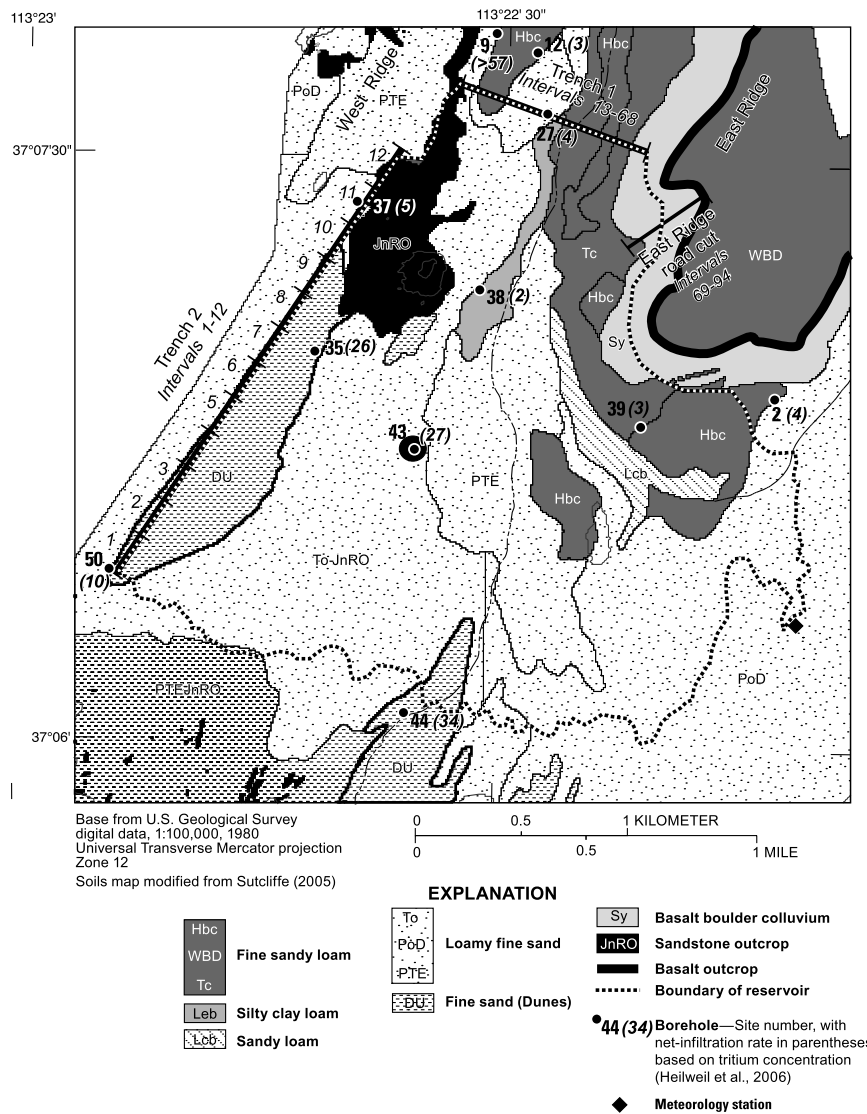 113°23'
113°22' 30"
9
(>57)
Hbc
12 (3)
Hbc
Trench 1
Intervals 13-68
PoD
West Ridge
PTE
27 (4)
East Ridge
37°07'30"
12
11
37 (5)
10
JnRO
9
East Ridge
road cut
Intervals
69-94
Tc
WBD
Hbc
38 (2)
8
Trench 2
Intervals 1-12
7
Sy
35 (26)
6
5
39 (3)
2 (4)
43
(27)
Hbc
3
DU
PTE
Lcb
Hbc
2
1
50
(10)
To-JnRO
PTEJnRO
PoD
44 (34)
37°06'
DU
Base from U.S. Geological Survey
digital data, 1:100,000, 1980
Universal Transverse Mercator projection
Zone 12
Soils map modified from Sutcliffe (2005)
0 0.5 1 KILOMETER
0 0.5 1 MILE
EXPLANATION
Hbc
WBD
Tc
Fine sandy loam
Leb Silty clay loam
Lcb Sandy loam
To
PoD
PTE
Loamy fine sand
DU Fine sand (Dunes)
Sy Basalt boulder colluvium
JnRO Sandstone outcrop
Basalt outcrop
Boundary of reservoir
44 (34) Borehole—Site number, with
net-infiltration rate in parentheses
based on tritium concentration
(Heilweil et al., 2006)
Meteorology station